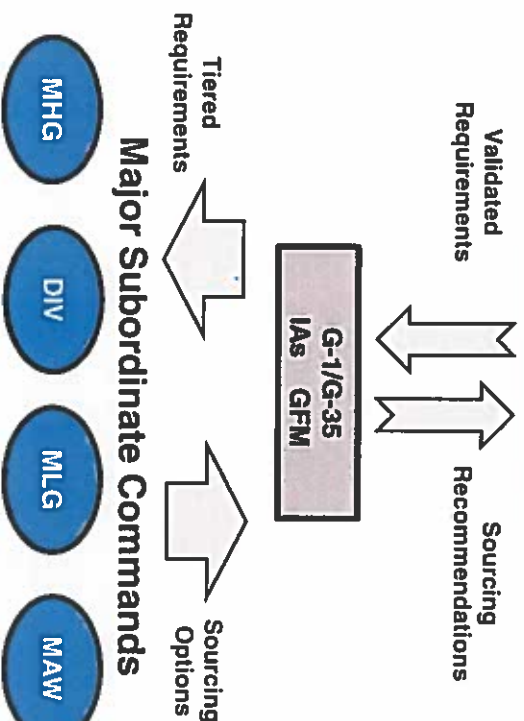 Validated
Requirements
Sourcing
Recommendations
G-1/G-35
IAs GFM
Tiered
Requirements
Sourcing
Options
Major Subordinate Commands
MHG
DIV
MLG
MAW